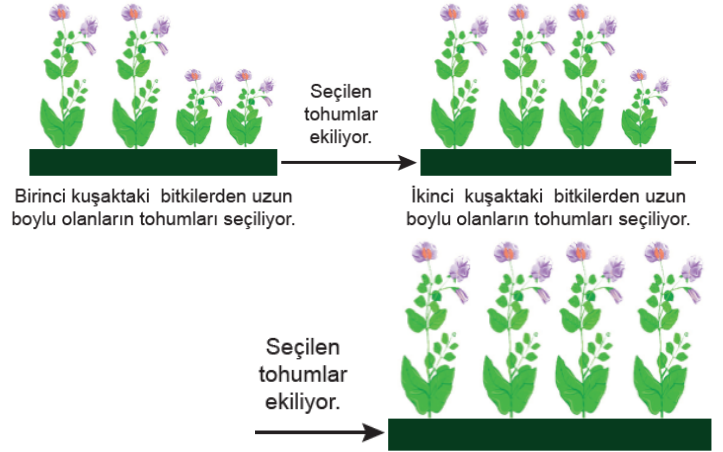 Seçilen
tohumlar
ekiliyor.
Birinci kuşaktaki bitkilerden uzun
boylu olanların tohumları seçiliyor.
İkinci kuşaktaki bitkilerden uzun
boylu olanların tohumları seçiliyor.
Seçilen
tohumlar
ekiliyor.